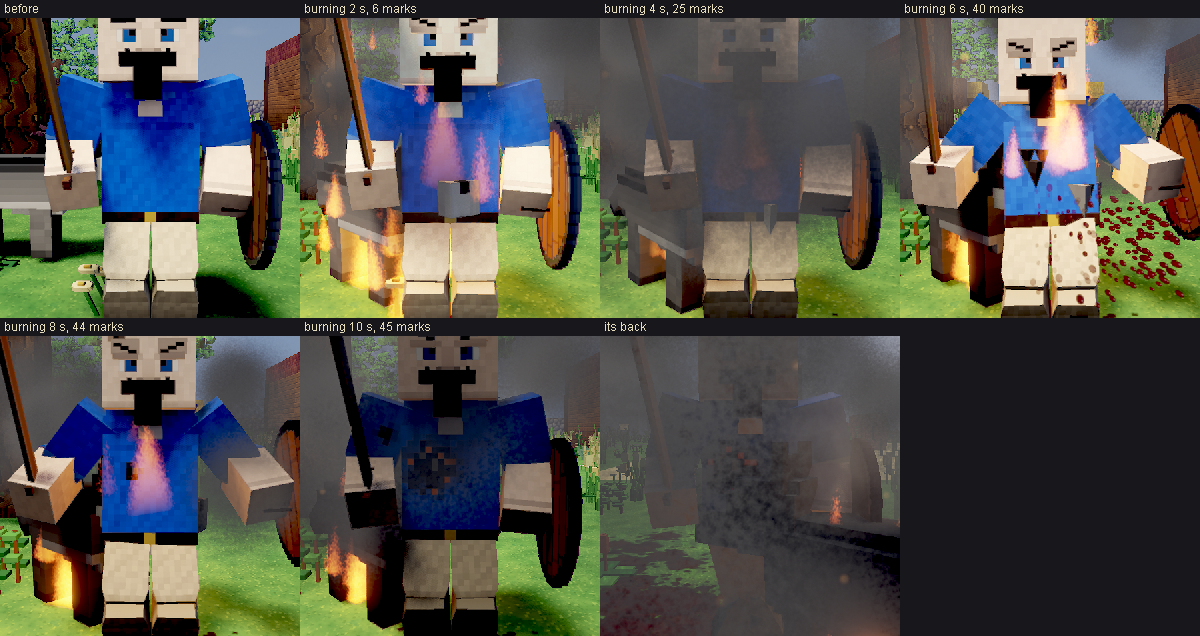 before
burning 2 s, 6 marks
burning 4 s, 25 marks
burning 6 s, 40 marks
burning 8 s, 44 marks
burning 10 s, 45 marks
its back